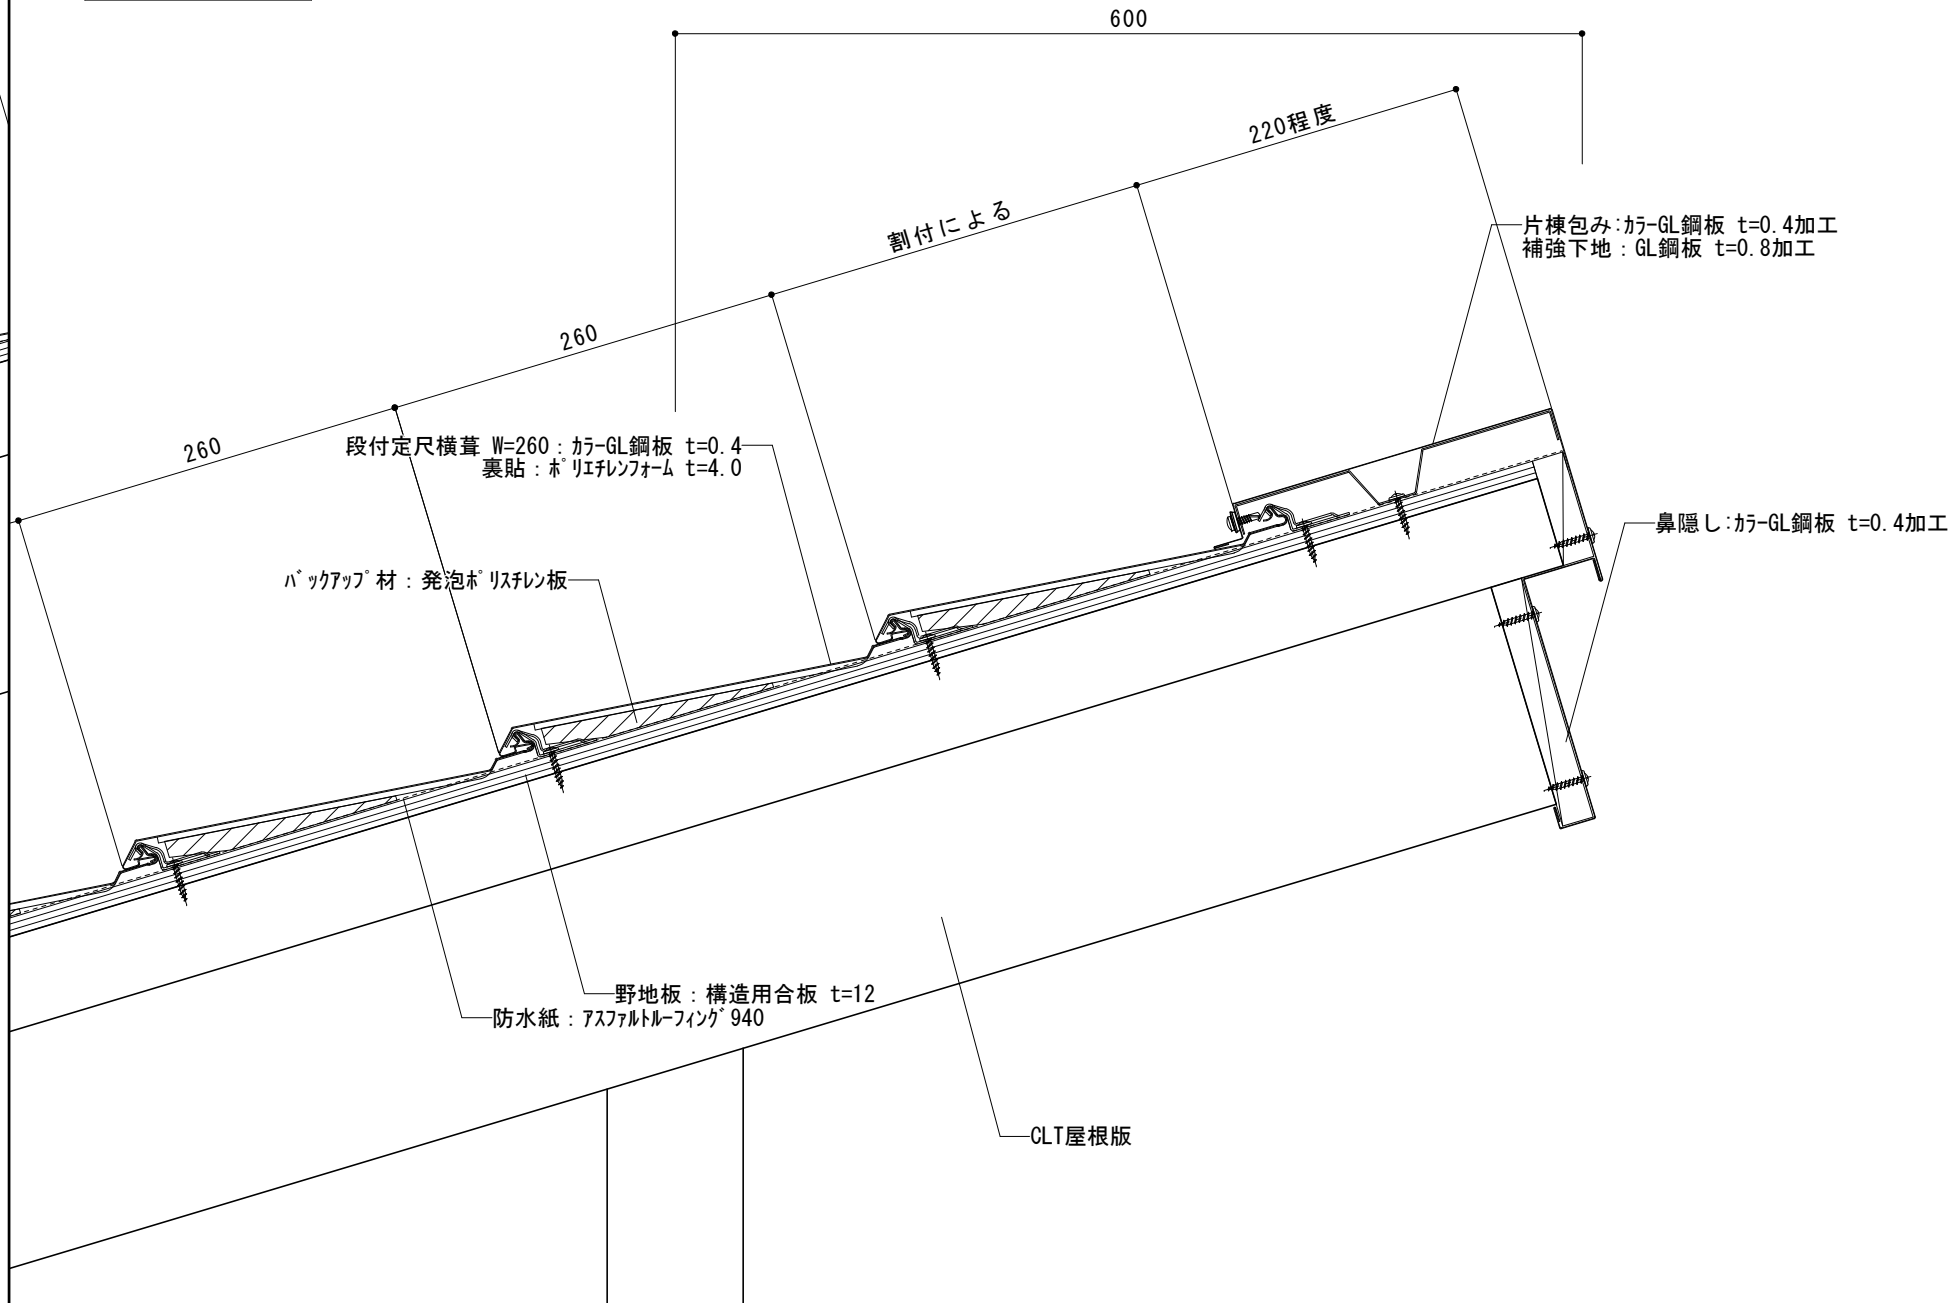 600
220程度
割付による
260
260
片棟包み:ｶﾗｰGL鋼板 t=0.4加工
補強下地：GL鋼板 t=0.8加工
段付定尺横葺 W=260：ｶﾗｰGL鋼板 t=0.4
裏貼：ﾎﾟﾘｴﾁﾚﾝﾌｫｰﾑ t=4.0
鼻隠し:ｶﾗｰGL鋼板 t=0.4加工
ﾊﾞｯｸｱｯﾌﾟ材：発泡ﾎﾟﾘｽﾁﾚﾝ板
野地板：構造用合板 t=12
防水紙：ｱｽﾌｧﾙﾄﾙｰﾌｨﾝｸﾞ940
CLT屋根版